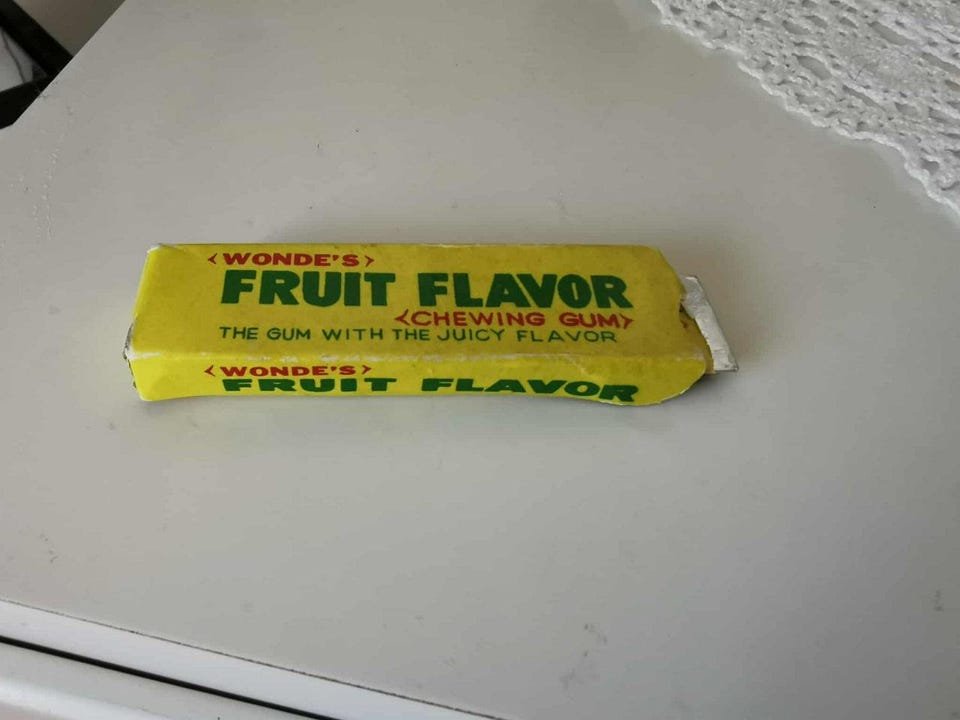 <WONDE'S>
FRUIT FLAVOR
<CHEWING GUM>
THE GUM WITH THE JUICY FLAVOR
<WONDE'S>
FRUIT FLAVOR